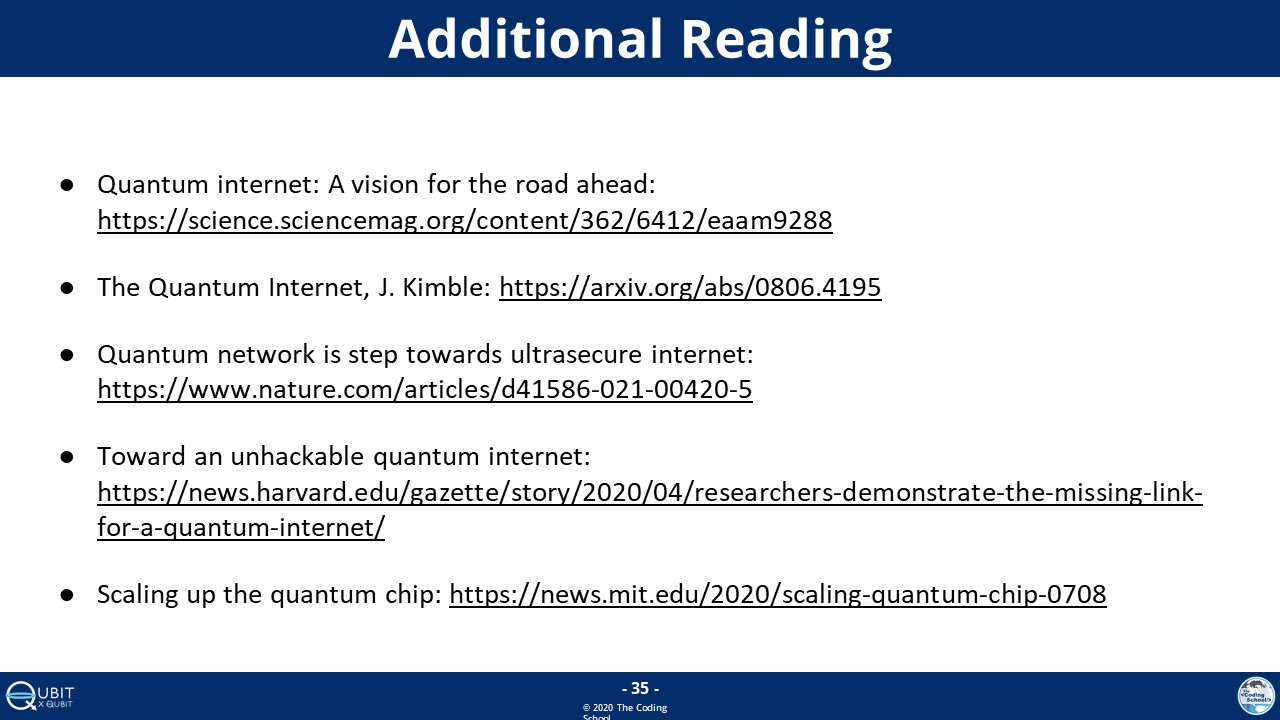 Additional Reading
● Quantum internet: A vision for the road ahead:
https://science.sciencemag.org/content/362/6412/eaam9288
● The Quantum Internet, J. Kimble: https://arxiv.org/abs/0806.4195
● Quantum network is step towards ultrasecure internet:
https://www.nature.com/articles/d41586-021-00420-5
● Toward an unhackable quantum internet:
https://news.harvard.edu/gazette/story/2020/04/researchers-demonstrate-the-missing-link-
for-a-quantum-internet/
● Scaling up the quantum chip: https://news.mit.edu/2020/scaling-quantum-chip-0708
QUBIT
X QUBIT
- 35 -
© 2020 The Coding
School
The
<Coding
School>